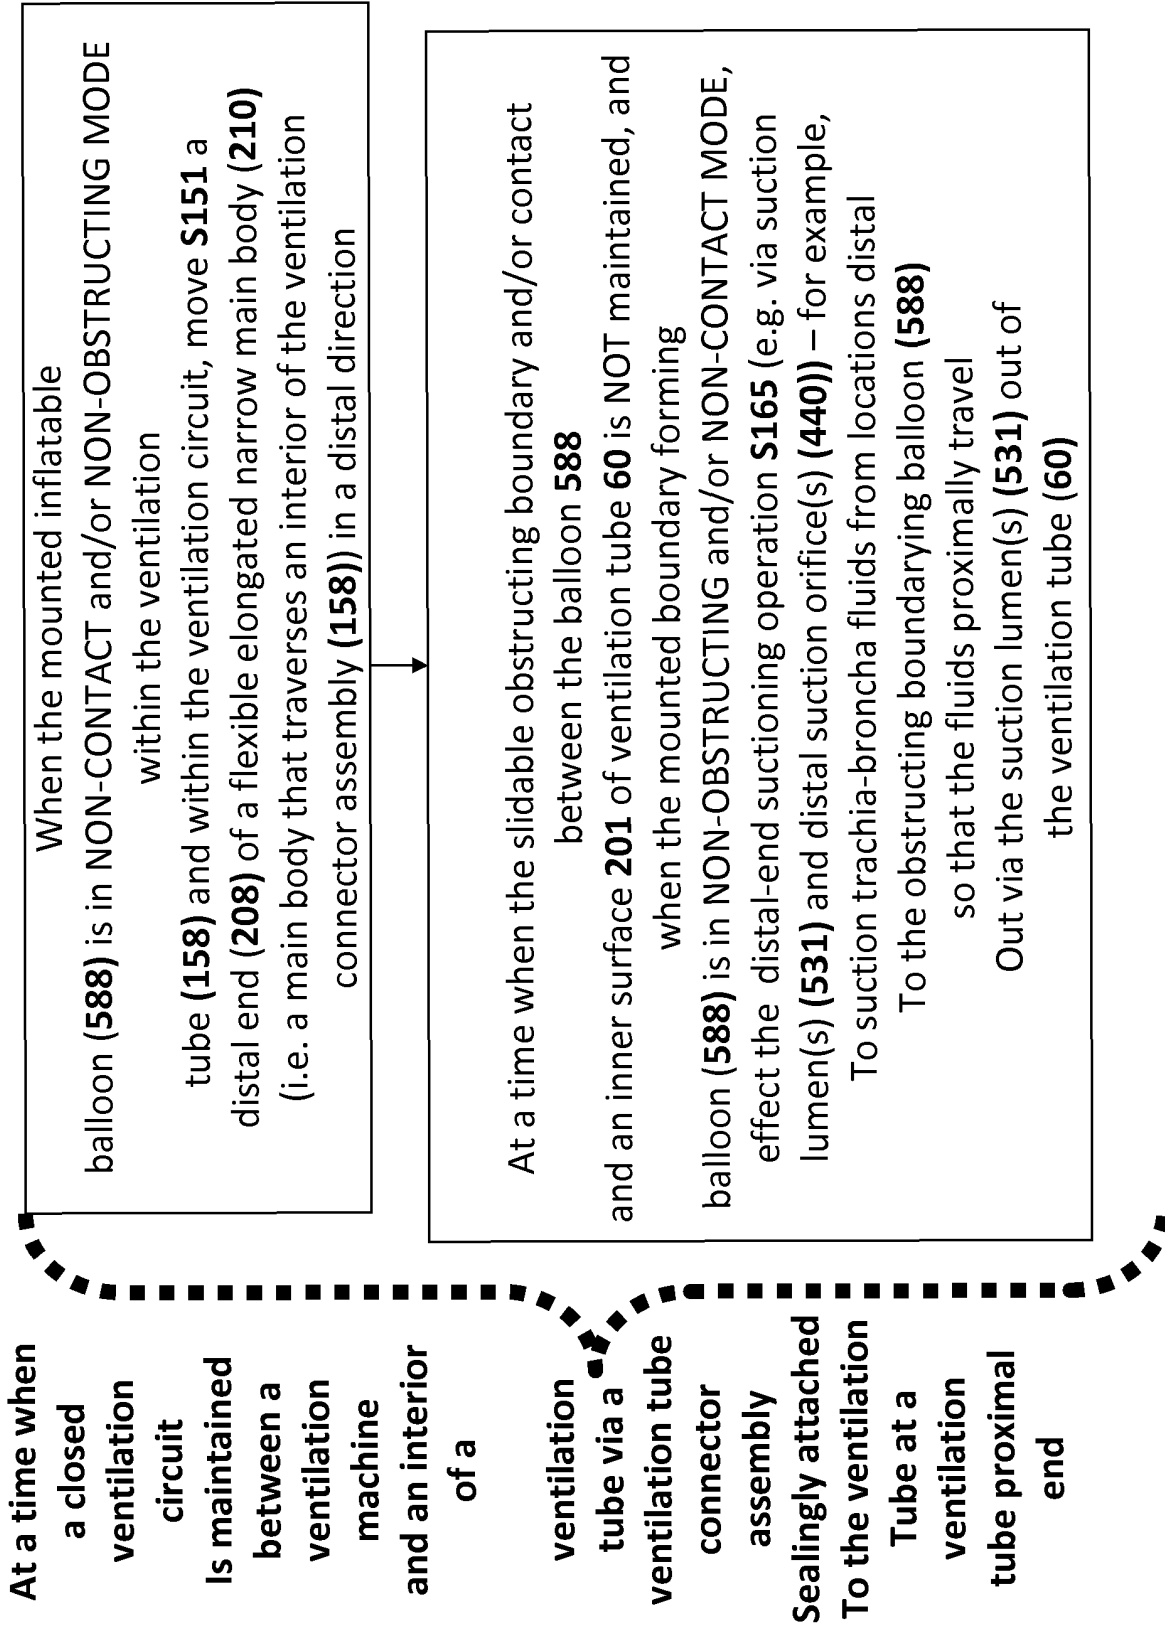 At a time when
a closed
ventilation
circuit
Is maintained
between a
ventilation
machine
and an interior
of a
ventilation
tube via a
ventilation tube
connector
assembly
Sealingly attached
To the ventilation
Tube at a
ventilation
tube proximal
end
When the mounted inflatable
balloon (588) is in NON-CONTACT and/or NON-OBSTRUCTING MODE
within the ventilation
tube (158) and within the ventilation circuit, move S151 a
distal end (208) of a flexible elongated narrow main body (210)
(i.e. a main body that traverses an interior of the ventilation
connector assembly (158)) in a distal direction
At a time when the slidable obstructing boundary and/or contact
between the balloon 588
and an inner surface 201 of ventilation tube 60 is NOT maintained, and
when the mounted boundary forming
balloon (588) is in NON-OBSTRUCTING and/or NON-CONTACT MODE,
effect the distal-end suctioning operation S165 (e.g. via suction
lumen(s) (531) and distal suction orifice(s) (440)) – for example,
To suction trachia-broncha fluids from locations distal
To the obstructing boundarying balloon (588)
so that the fluids proximally travel
Out via the suction lumen(s) (531) out of
the ventilation tube (60)